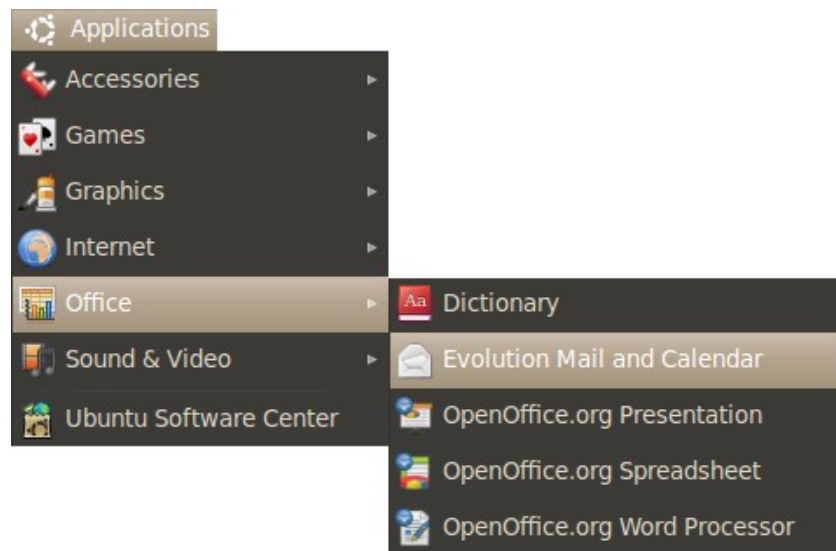 Applications
Accessories
Games
Graphics
Internet
Office
Sound & Video
Ubuntu Software Center
Aa Dictionary
Evolution Mail and Calendar
OpenOffice.org Presentation
OpenOffice.org Spreadsheet
OpenOffice.org Word Processor